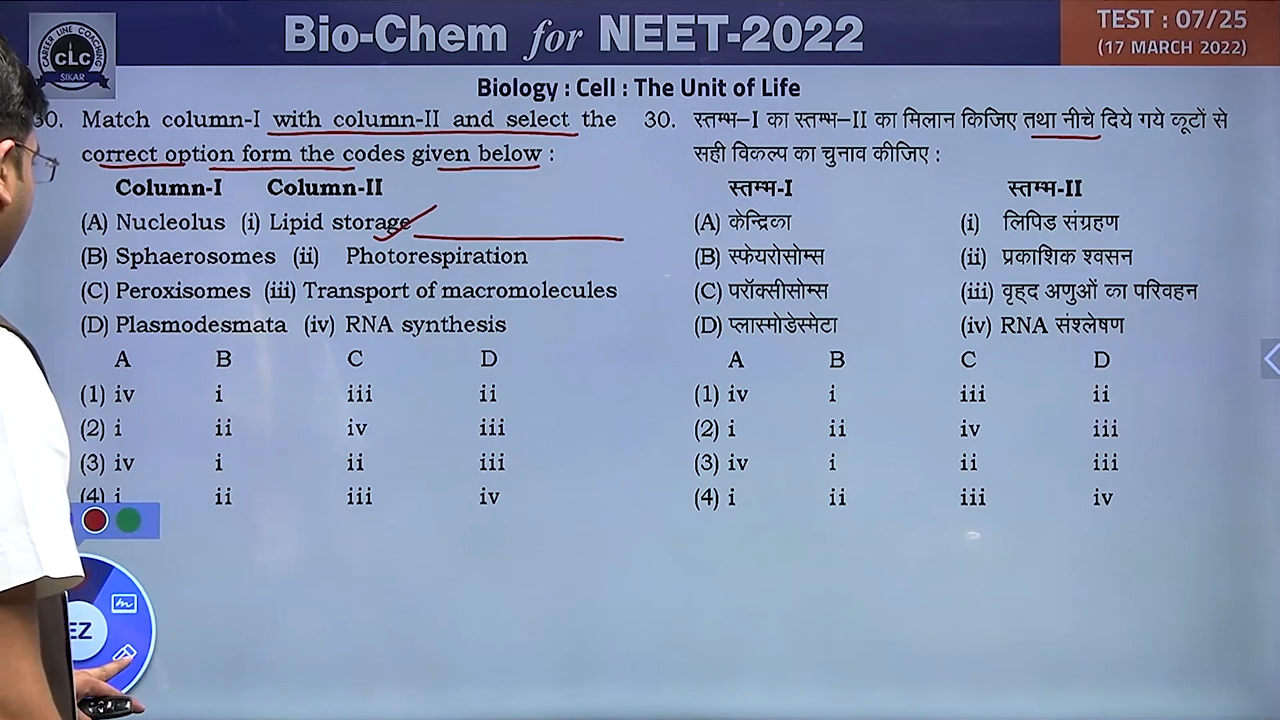 CAREER LINE COACHING
CLC
SIKAR
Bio-Chem for NEET-2022
TEST : 07/25
(17 MARCH 2022)
Biology : Cell : The Unit of Life
30. Match column-I with column-II and select the
correct option form the codes given below :
Column-I Column-II
(A) Nucleolus (i) Lipid storage
(B) Sphaerosomes (ii) Photorespiration
(C) Peroxisomes (iii) Transport of macromolecules
(D) Plasmodesmata (iv) RNA synthesis
A B C D
(1) iv i iii ii
(2) i ii iv iii
(3) iv i ii iii
(4) i ii iii iv
30. स्तम्भ-I का स्तम्भ-II का मिलान किजिए तथा नीचे दिये गये कूटों से
सही विकल्प का चुनाव कीजिए :
स्तम्भ-I स्तम्भ-II
(A) केन्द्रिका (i) लिपिड संग्रहण
(B) स्फेयरोसोम्स (ii) प्रकाशिक श्वसन
(C) परॉक्सीसोम्स (iii) वृहद अणुओं का परिवहन
(D) प्लास्मोडेस्मेटा (iv) RNA संश्लेषण
A B C D
(1) iv i iii ii
(2) i ii iv iii
(3) iv i ii iii
(4) i ii iii iv
EZ